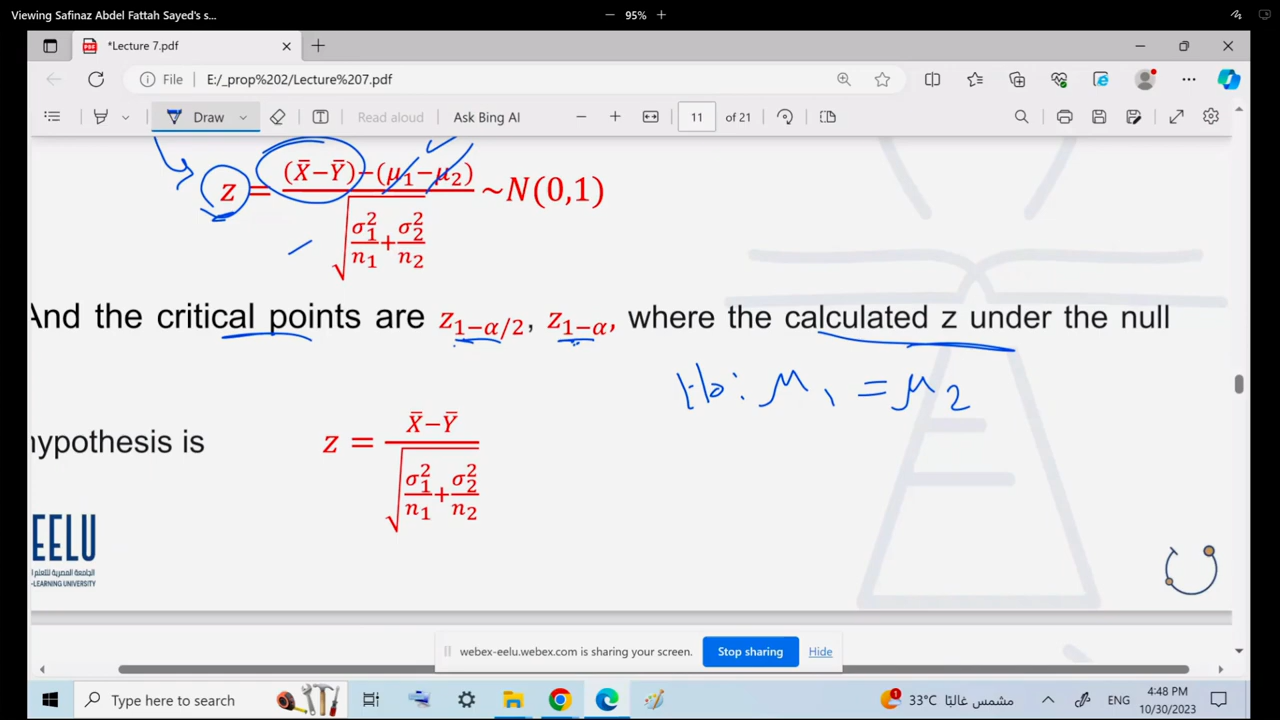 Viewing Safinaz Abdel Fattah Sayed's s...
— 95% +
*Lecture 7.pdf
File E:/_prop%202/Lecture%207.pdf
Draw Read aloud Ask Bing AI 11 of 21
z = (X̄−Ȳ)−(μ₁−μ₂) / √(σ₁²/n₁ + σ₂²/n₂) ~N(0,1)
And the critical points are z₁₋α/₂, z₁₋α, where the calculated z under the null
Ho: μ₁ = μ₂
hypothesis is z = X̄−Ȳ / √(σ₁²/n₁ + σ₂²/n₂)
EELU
-LEARNING UNIVERSITY
webex-eelu.webex.com is sharing your screen. Stop sharing Hide
Type here to search
33°C مشمس غالبًا ENG 4:48 PM
10/30/2023